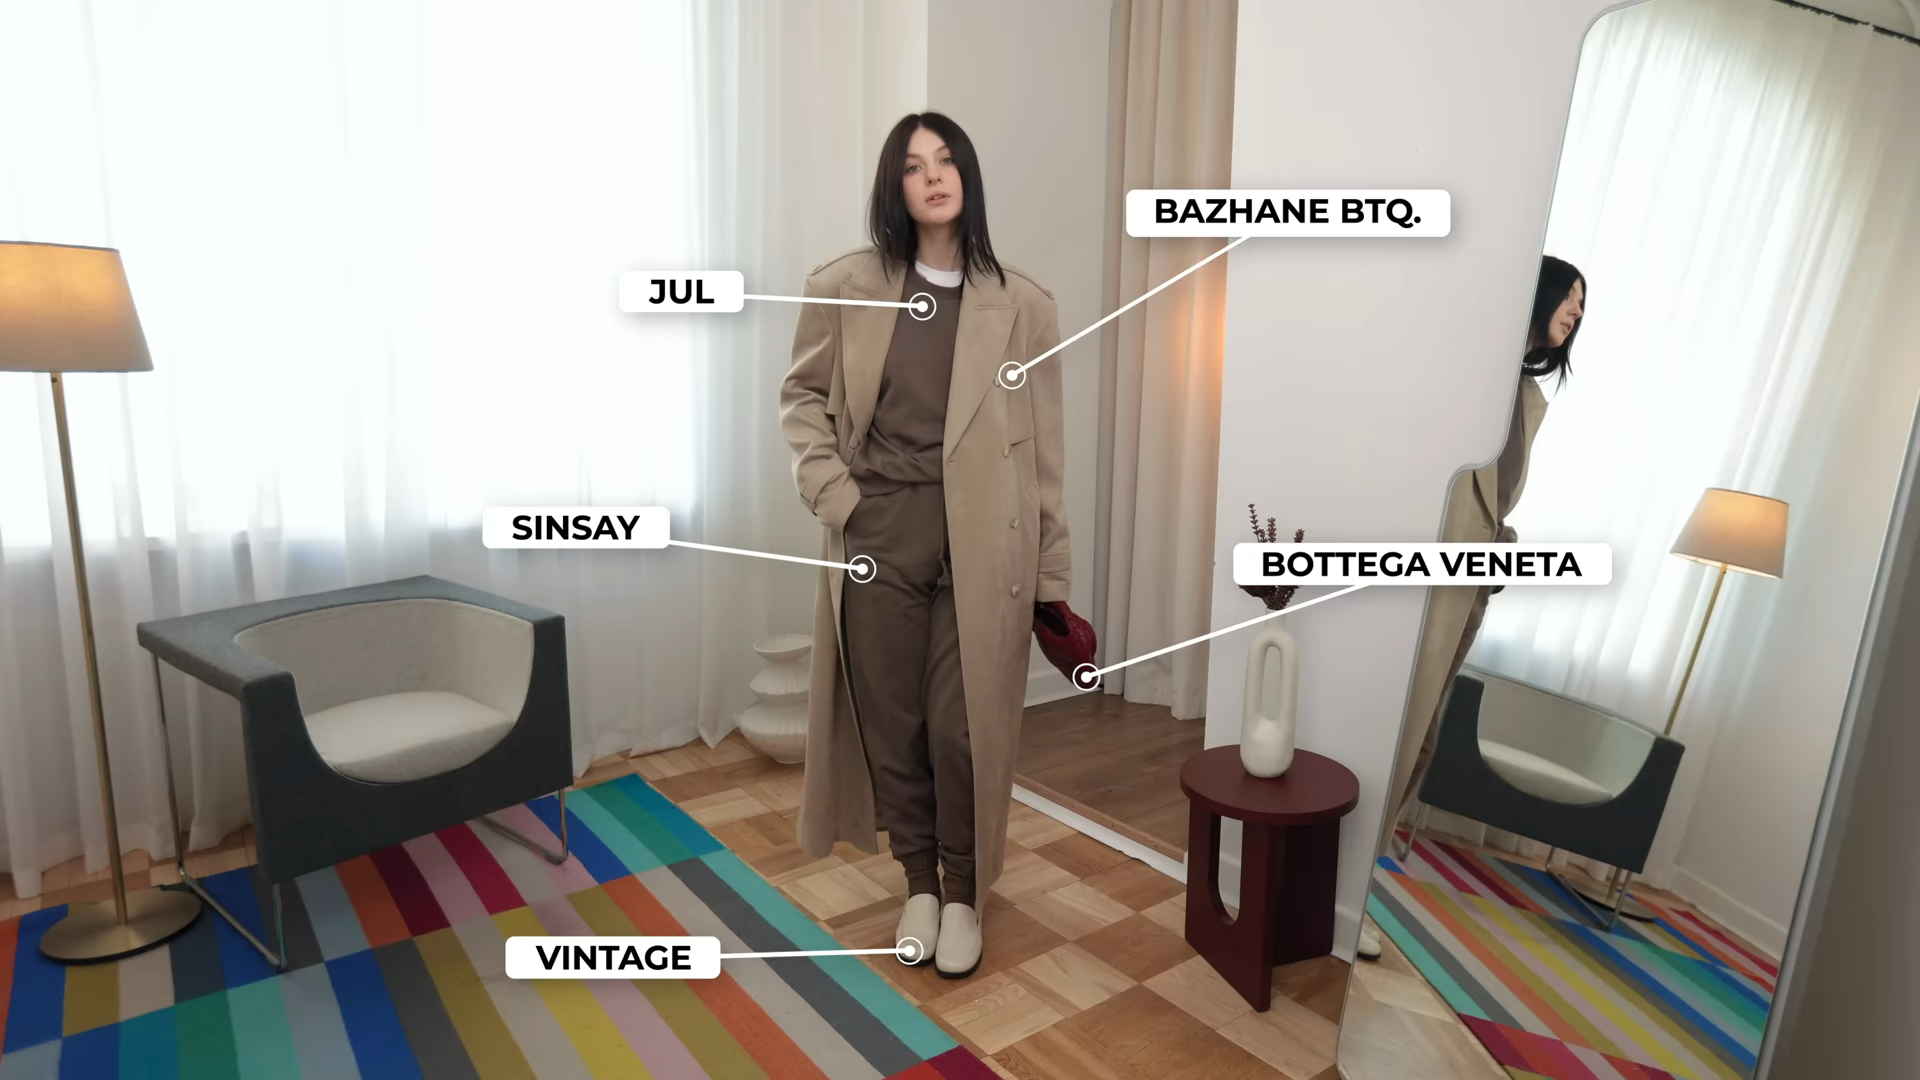 BAZHANE BTQ.
JUL
SINSAY
BOTTEGA VENETA
VINTAGE